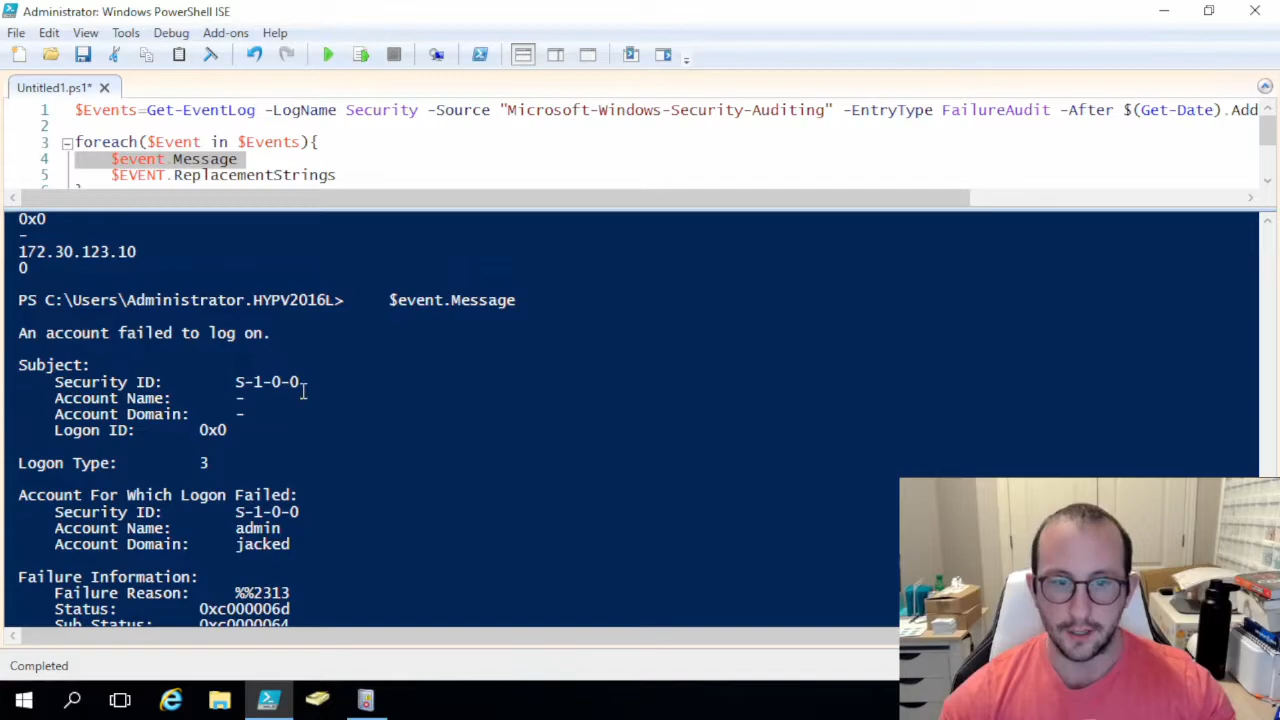 Administrator: Windows PowerShell ISE
File Edit View Tools Debug Add-ons Help
Untitled1.ps1*
1 $Events=Get-EventLog -LogName Security -Source "Microsoft-Windows-Security-Auditing" -EntryType FailureAudit -After $(Get-Date).Add
2
3 foreach($Event in $Events){
4 $event.Message
5 $EVENT.ReplacementStrings
0x0
-
172.30.123.10
0
PS C:\Users\Administrator.HYPV2016L> $event.Message
An account failed to log on.
Subject:
Security ID: S-1-0-0
Account Name: -
Account Domain: -
Logon ID: 0x0
Logon Type: 3
Account For Which Logon Failed:
Security ID: S-1-0-0
Account Name: admin
Account Domain: jacked
Failure Information:
Failure Reason: %%2313
Status: 0xc000006d
Sub Status: 0xc0000064
Completed